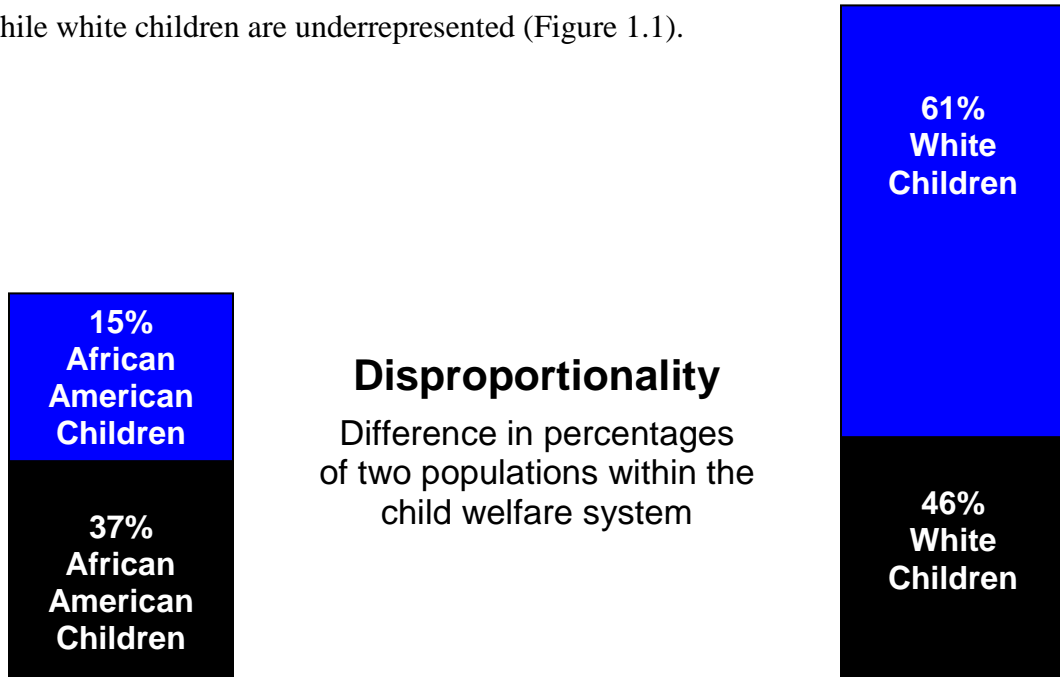 hile white children are underrepresented (Figure 1.1).
61%
White
Children
15%
African
American
Children
Disproportionality
Difference in percentages
of two populations within the
child welfare system
37%
African
American
Children
46%
White
Children